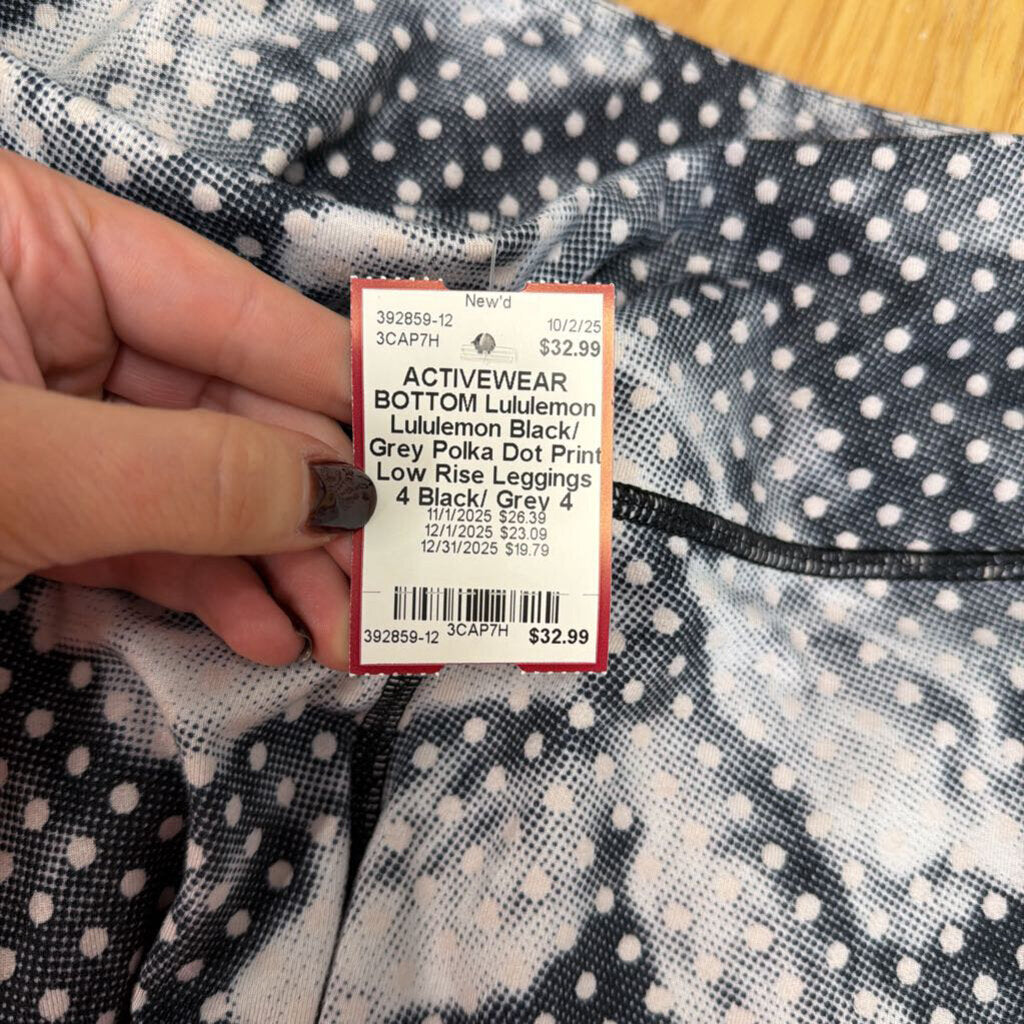 New'd
392859-12 10/2/25
3CAP7H $32.99
ACTIVEWEAR
BOTTOM Lululemon
Lululemon Black/
Grey Polka Dot Print
Low Rise Leggings
4 Black/ Grey 4
11/1/2025 $26.39
12/1/2025 $23.09
12/31/2025 $19.79
392859-12 3CAP7H $32.99